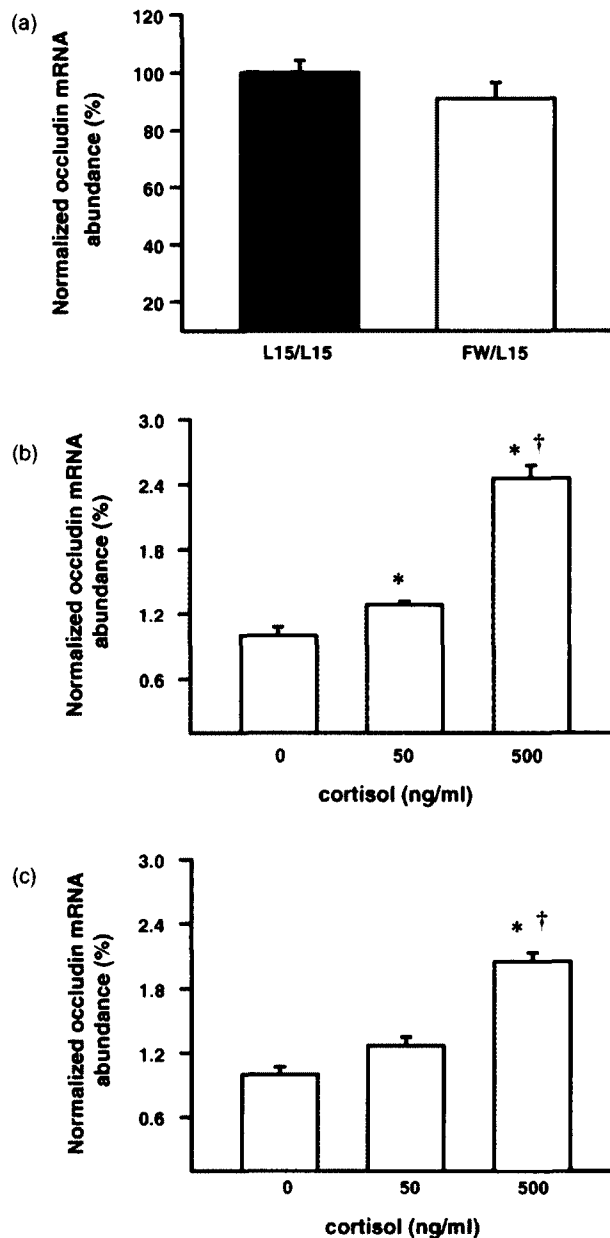 (a)
Normalized occludin mRNA
abundance (%)
120
100
80
60
40
20
L15/L15 FW/L15
(b)
Normalized occludin mRNA
abundance (%)
3.0
2.4
1.8
1.2
0.6
*
* †
0 50 500
cortisol (ng/ml)
(c)
Normalized occludin mRNA
abundance (%)
3.0
2.4
1.8
1.2
0.6
* †
0 50 500
cortisol (ng/ml)